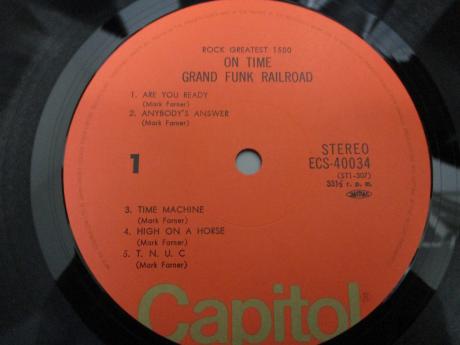 ROCK GREATEST 1500
ON TIME
GRAND FUNK RAILROAD
1. ARE YOU READY
(Mark Farner)
2. ANYBODY'S ANSWER
(Mark Farner)
1
STEREO
ECS-40034
(ST1-307)
33⅓ r. p. m.
3. TIME MACHINE
(Mark Farner)
4. HIGH ON A HORSE
(Mark Farner)
5. T. N. U. C
(Mark Farner)
Capitol®